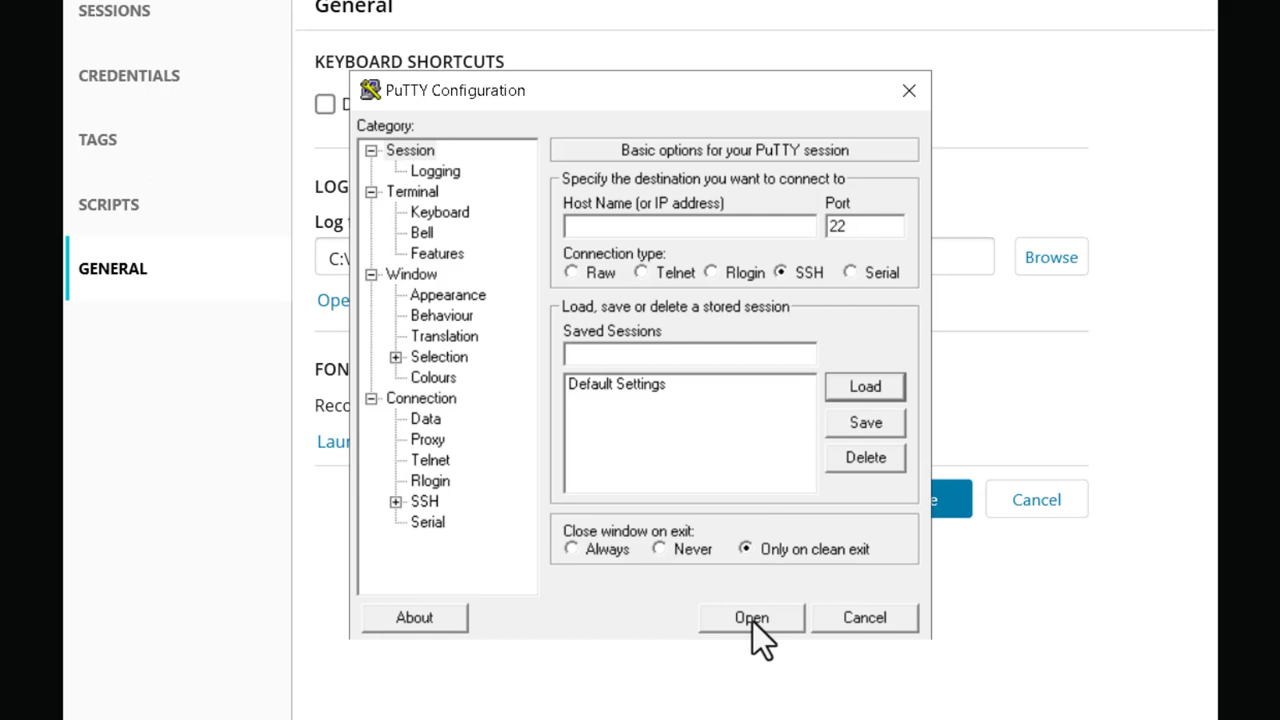 SESSIONS
CREDENTIALS
TAGS
SCRIPTS
GENERAL
General
KEYBOARD SHORTCUTS
PuTTY Configuration
Category:
Session
Logging
Terminal
Keyboard
Bell
Features
Window
Appearance
Behaviour
Translation
Selection
Colours
Connection
Data
Proxy
Telnet
Rlogin
SSH
Serial
Basic options for your PuTTY session
Specify the destination you want to connect to
Host Name (or IP address) Port
22
Connection type:
Raw Telnet Rlogin SSH Serial
Load, save or delete a stored session
Saved Sessions
Default Settings
Load
Save
Delete
Close window on exit:
Always Never Only on clean exit
About Open Cancel
Log
C:\
Browse
Cancel